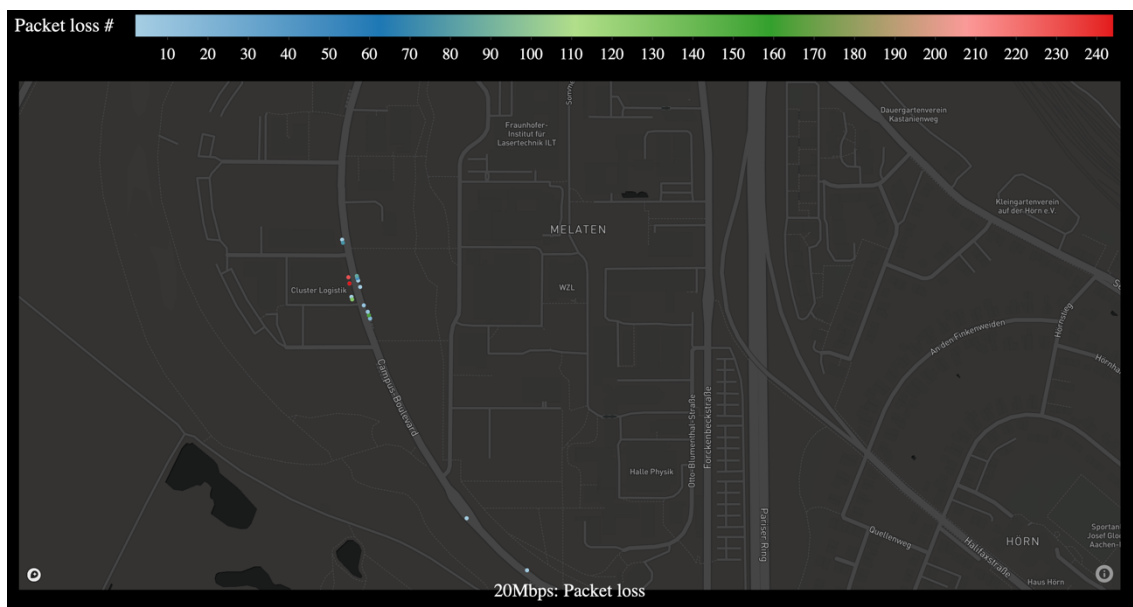 Packet loss #
10 20 30 40 50 60 70 80 90 100 110 120 130 140 150 160 170 180 190 200 210 220 230 240
Dauergartenverein
Kastanienweg
Fraunhofer-
Institut für
Lasertechnik ILT
Kleingartenverein
auf der Hörn e.V.
MELATEN
Cluster Logistik
WZL
An den Finkenweiden
Hörnsteig
Campus-Boulevard
Otto-Blumenthal-Straße
Forckenbeckstraße
Halle Physik
Pariser Ring
Quellenweg
Halifaxstraße
HÖRN
Haus Hörn
20Mbps: Packet loss